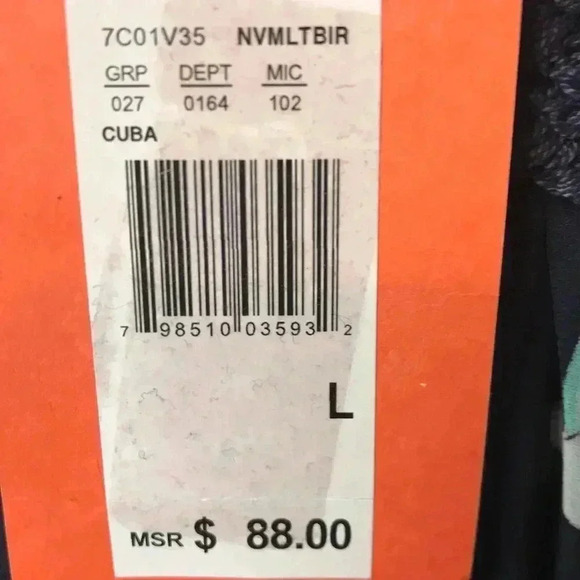 7C01V35 NVMLTBIR
GRP DEPT MIC
027 0164 102
CUBA
7 98510 03593 2
L
MSR $ 88.00